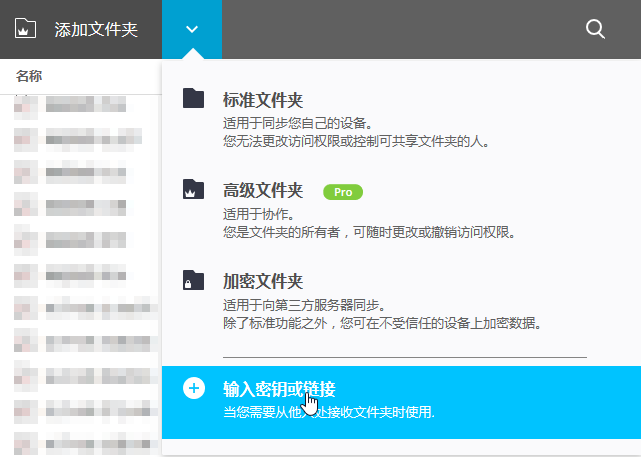 添加文件夹
名称
标准文件夹
适用于同步您自己的设备。
您无法更改访问权限或控制可共享文件夹的人。
高级文件夹 Pro
适用于协作。
您是文件夹的所有者，可随时更改或撤销访问权限。
加密文件夹
适用于向第三方服务器同步。
除了标准功能之外，您可在不受信任的设备上加密数据。
输入密钥或链接
当您需要从他人处接收文件夹时使用.